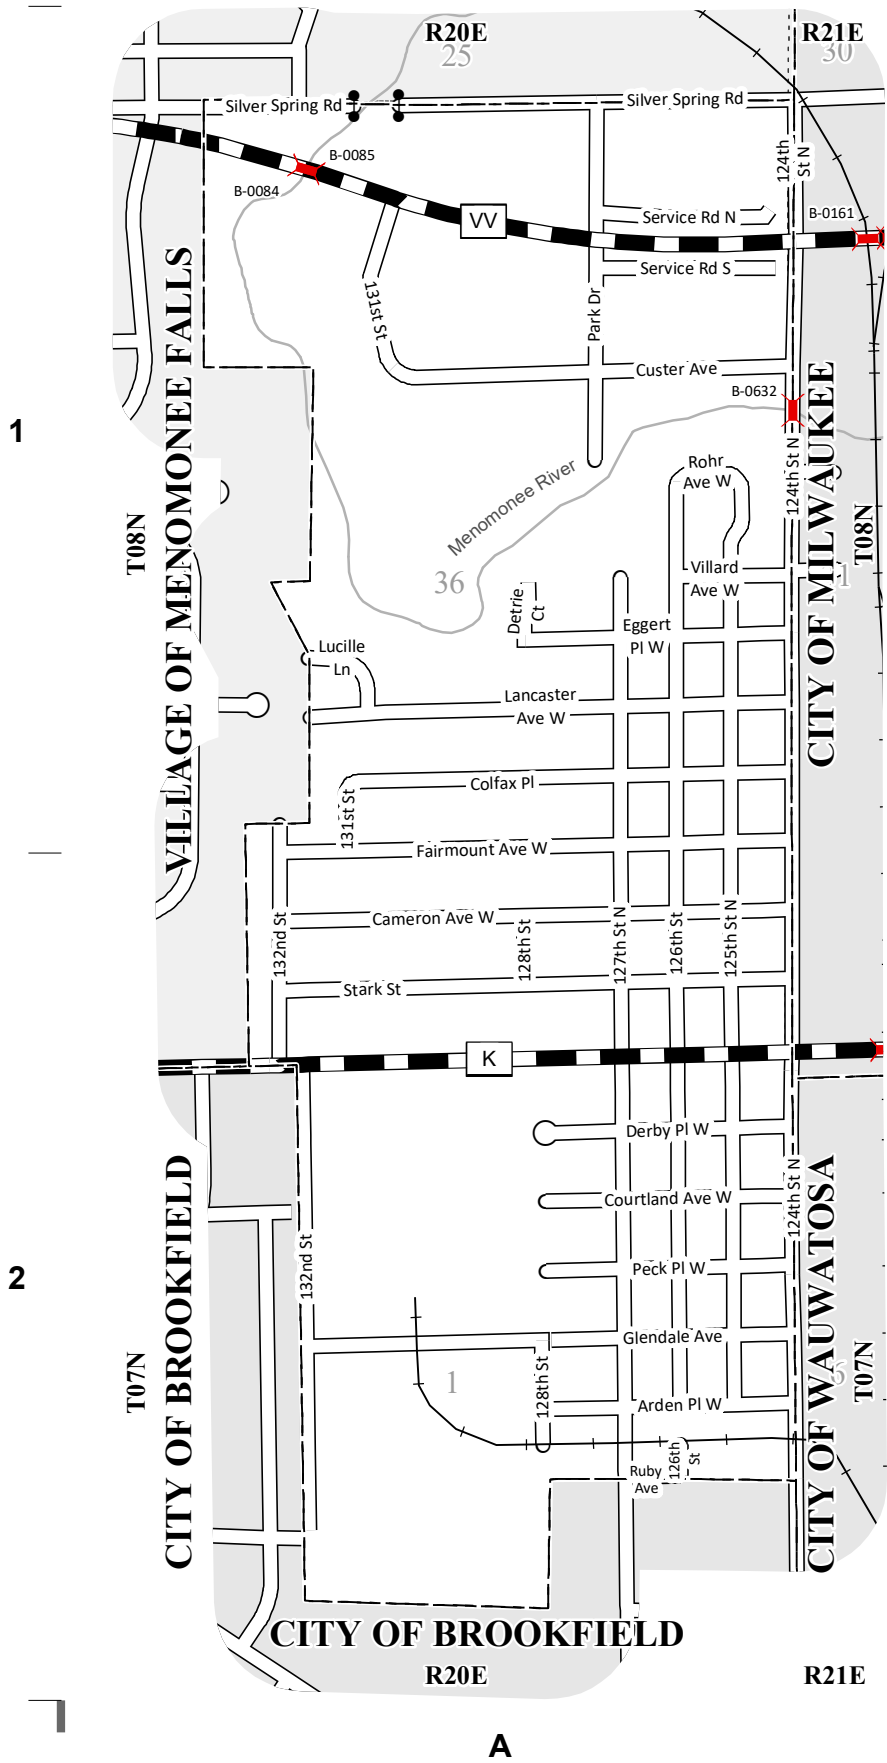 R20E
R21E
25
30
Silver Spring Rd
Silver Spring Rd
124th
St N
B-0085
B-0084
VV
Service Rd N
B-0161
Service Rd S
131st St
Park Dr
Custer Ave
B-0632
VILLAGE OF MENOMONEE FALLS
CITY OF MILWAUKEE
1
Rohr
Ave W
124th St N
Menomonee River
T08N
T08N
36
Villard
Ave W
1
Detrie
Ct
Eggert
Pl W
Lucille
Ln
Lancaster
Ave W
Colfax Pl
131st St
Fairmount Ave W
Cameron Ave W
132nd St
128th St
127th St N
126th St
125th St N
Stark St
K
Derby Pl W
Courtland Ave W
124th St N
CITY OF BROOKFIELD
CITY OF WAUWATOSA
132nd St
Peck Pl W
2
Glendale Ave
T07N
T07N
1
6
128th St
Arden Pl W
Ruby
Ave
126th
St
CITY OF BROOKFIELD
R20E
R21E
A